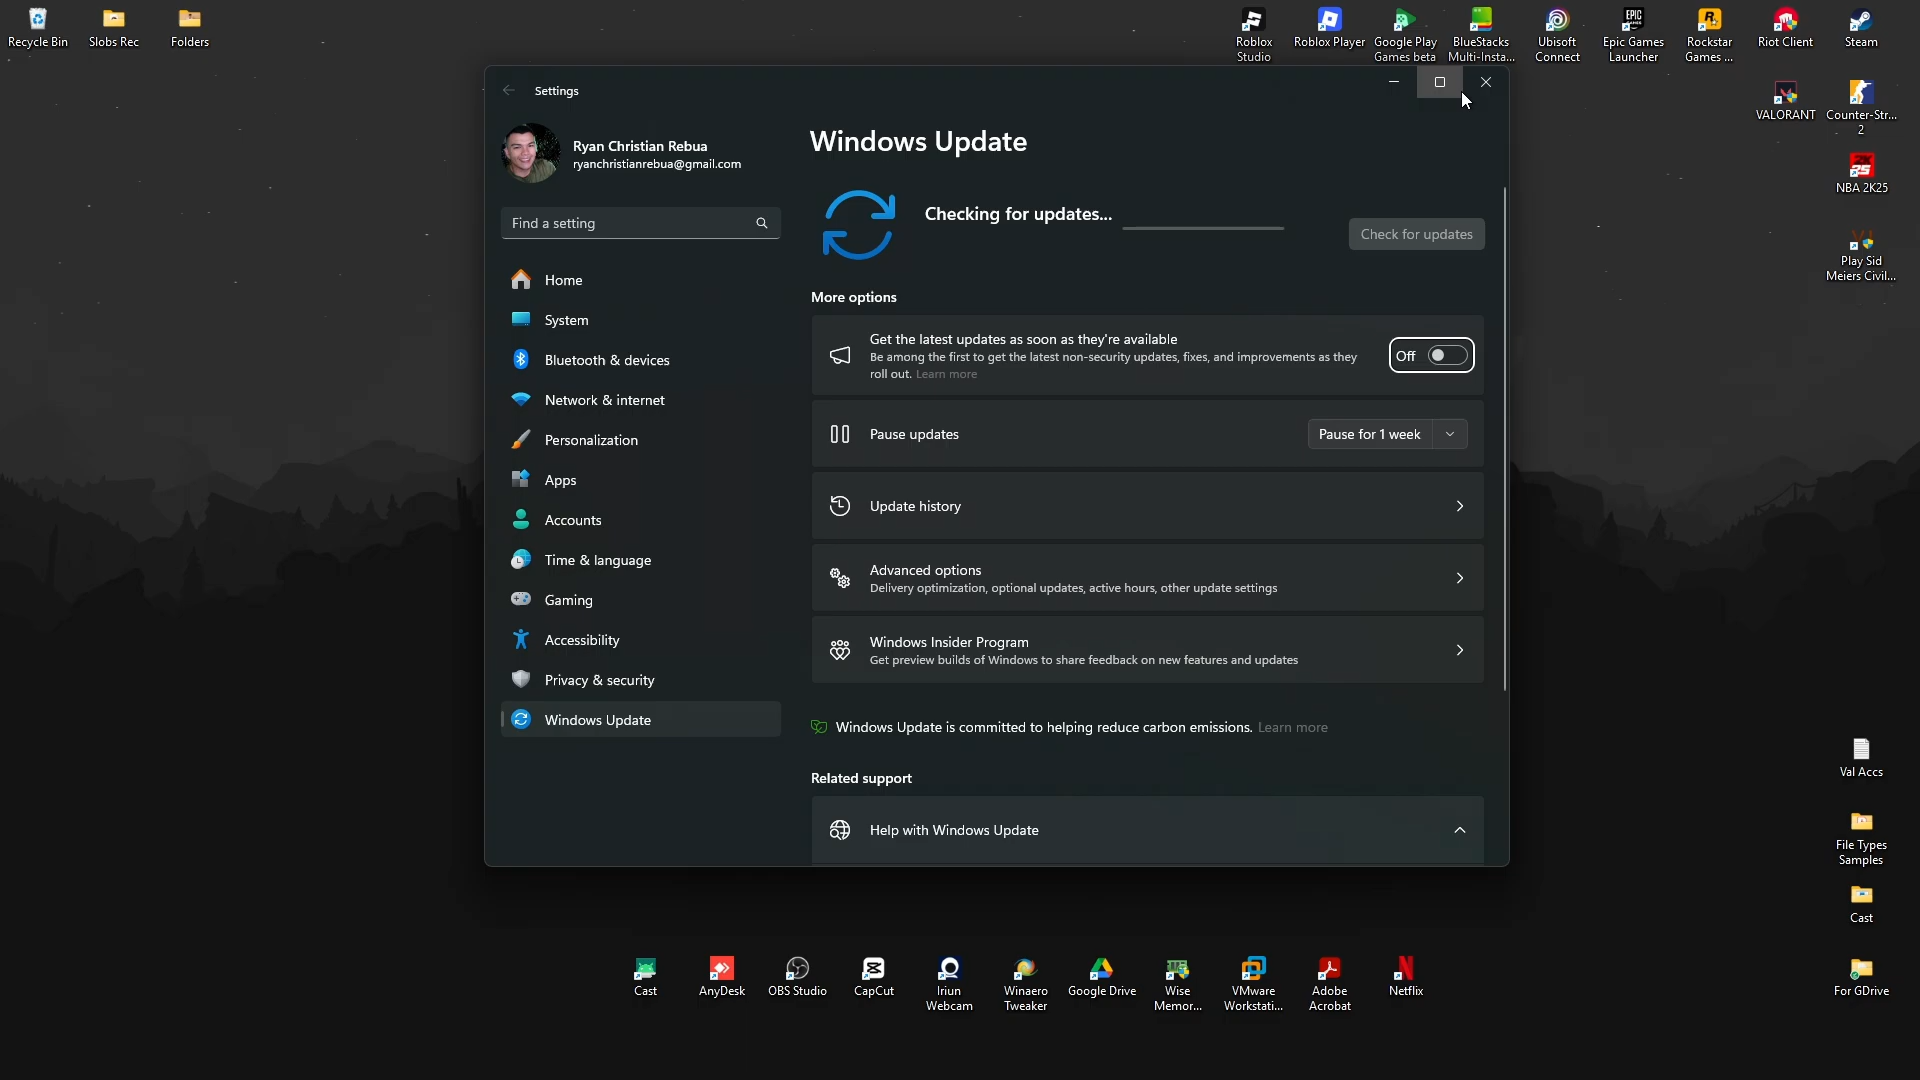 Recycle Bin
Slobs Rec
Folders
Roblox
Studio
Roblox Player
Google Play
Games beta
BlueStacks
Multi-Insta...
Ubisoft
Connect
Epic Games
Launcher
Rockstar
Games ...
Riot Client
Steam
VALORANT
Counter-Str...
2
NBA 2K25
Play Sid
Meiers Civil...
Settings
Ryan Christian Rebua
ryanchristianrebua@gmail.com
Find a setting
Home
System
Bluetooth & devices
Network & internet
Personalization
Apps
Accounts
Time & language
Gaming
Accessibility
Privacy & security
Windows Update
Windows Update
Checking for updates...
Check for updates
More options
Get the latest updates as soon as they're available
Be among the first to get the latest non-security updates, fixes, and improvements as they
roll out. Learn more
Off
Pause updates
Pause for 1 week
Update history
Advanced options
Delivery optimization, optional updates, active hours, other update settings
Windows Insider Program
Get preview builds of Windows to share feedback on new features and updates
Windows Update is committed to helping reduce carbon emissions. Learn more
Related support
Help with Windows Update
Val Accs
File Types
Samples
Cast
For GDrive
Cast
AnyDesk
OBS Studio
CapCut
Iriun
Webcam
Winaero
Tweaker
Google Drive
Wise
Memor...
VMware
Workstati...
Adobe
Acrobat
Netflix